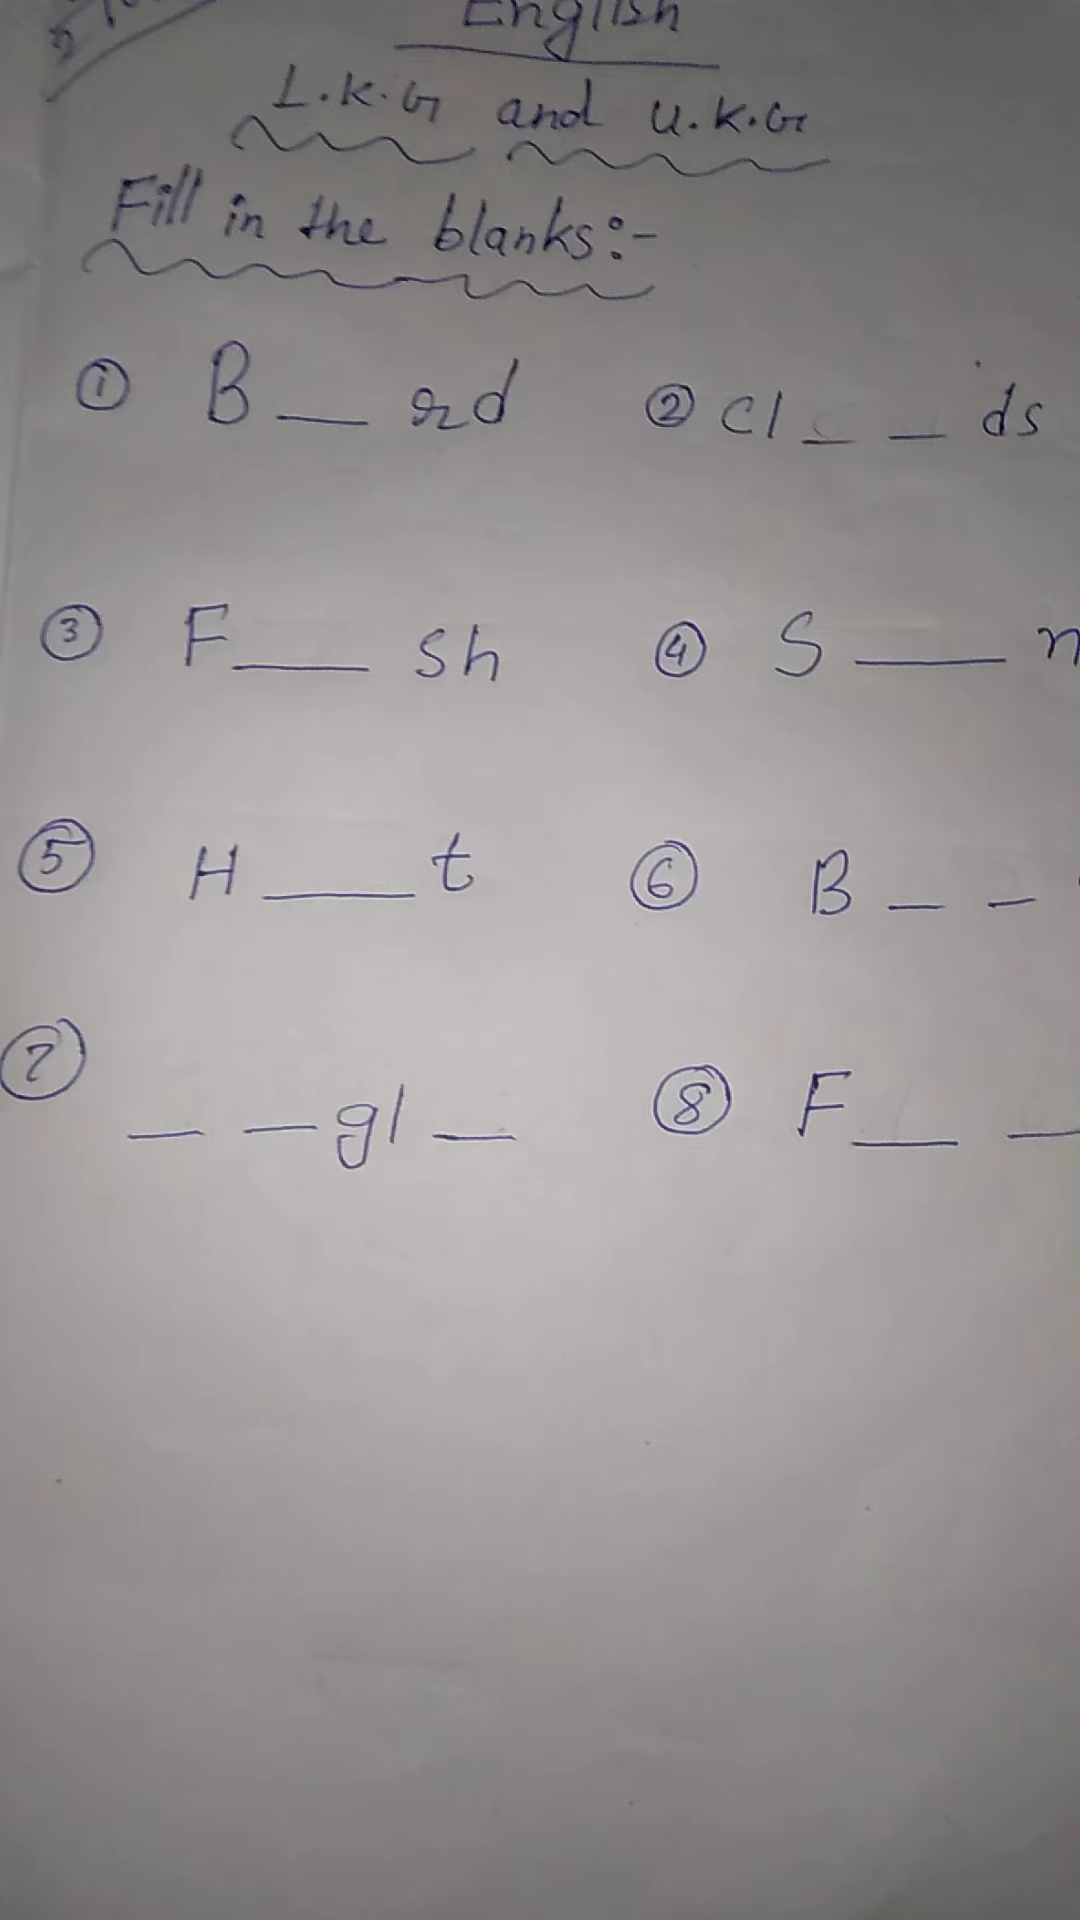 English
L.K.G and U.K.G
Fill in the blanks:-
① B _ rd ② cl _ _ ds
③ F _ sh ④ S _ n
⑤ H _ t ⑥ B _ _
⑦ _ _ gl _ ⑧ F _ _